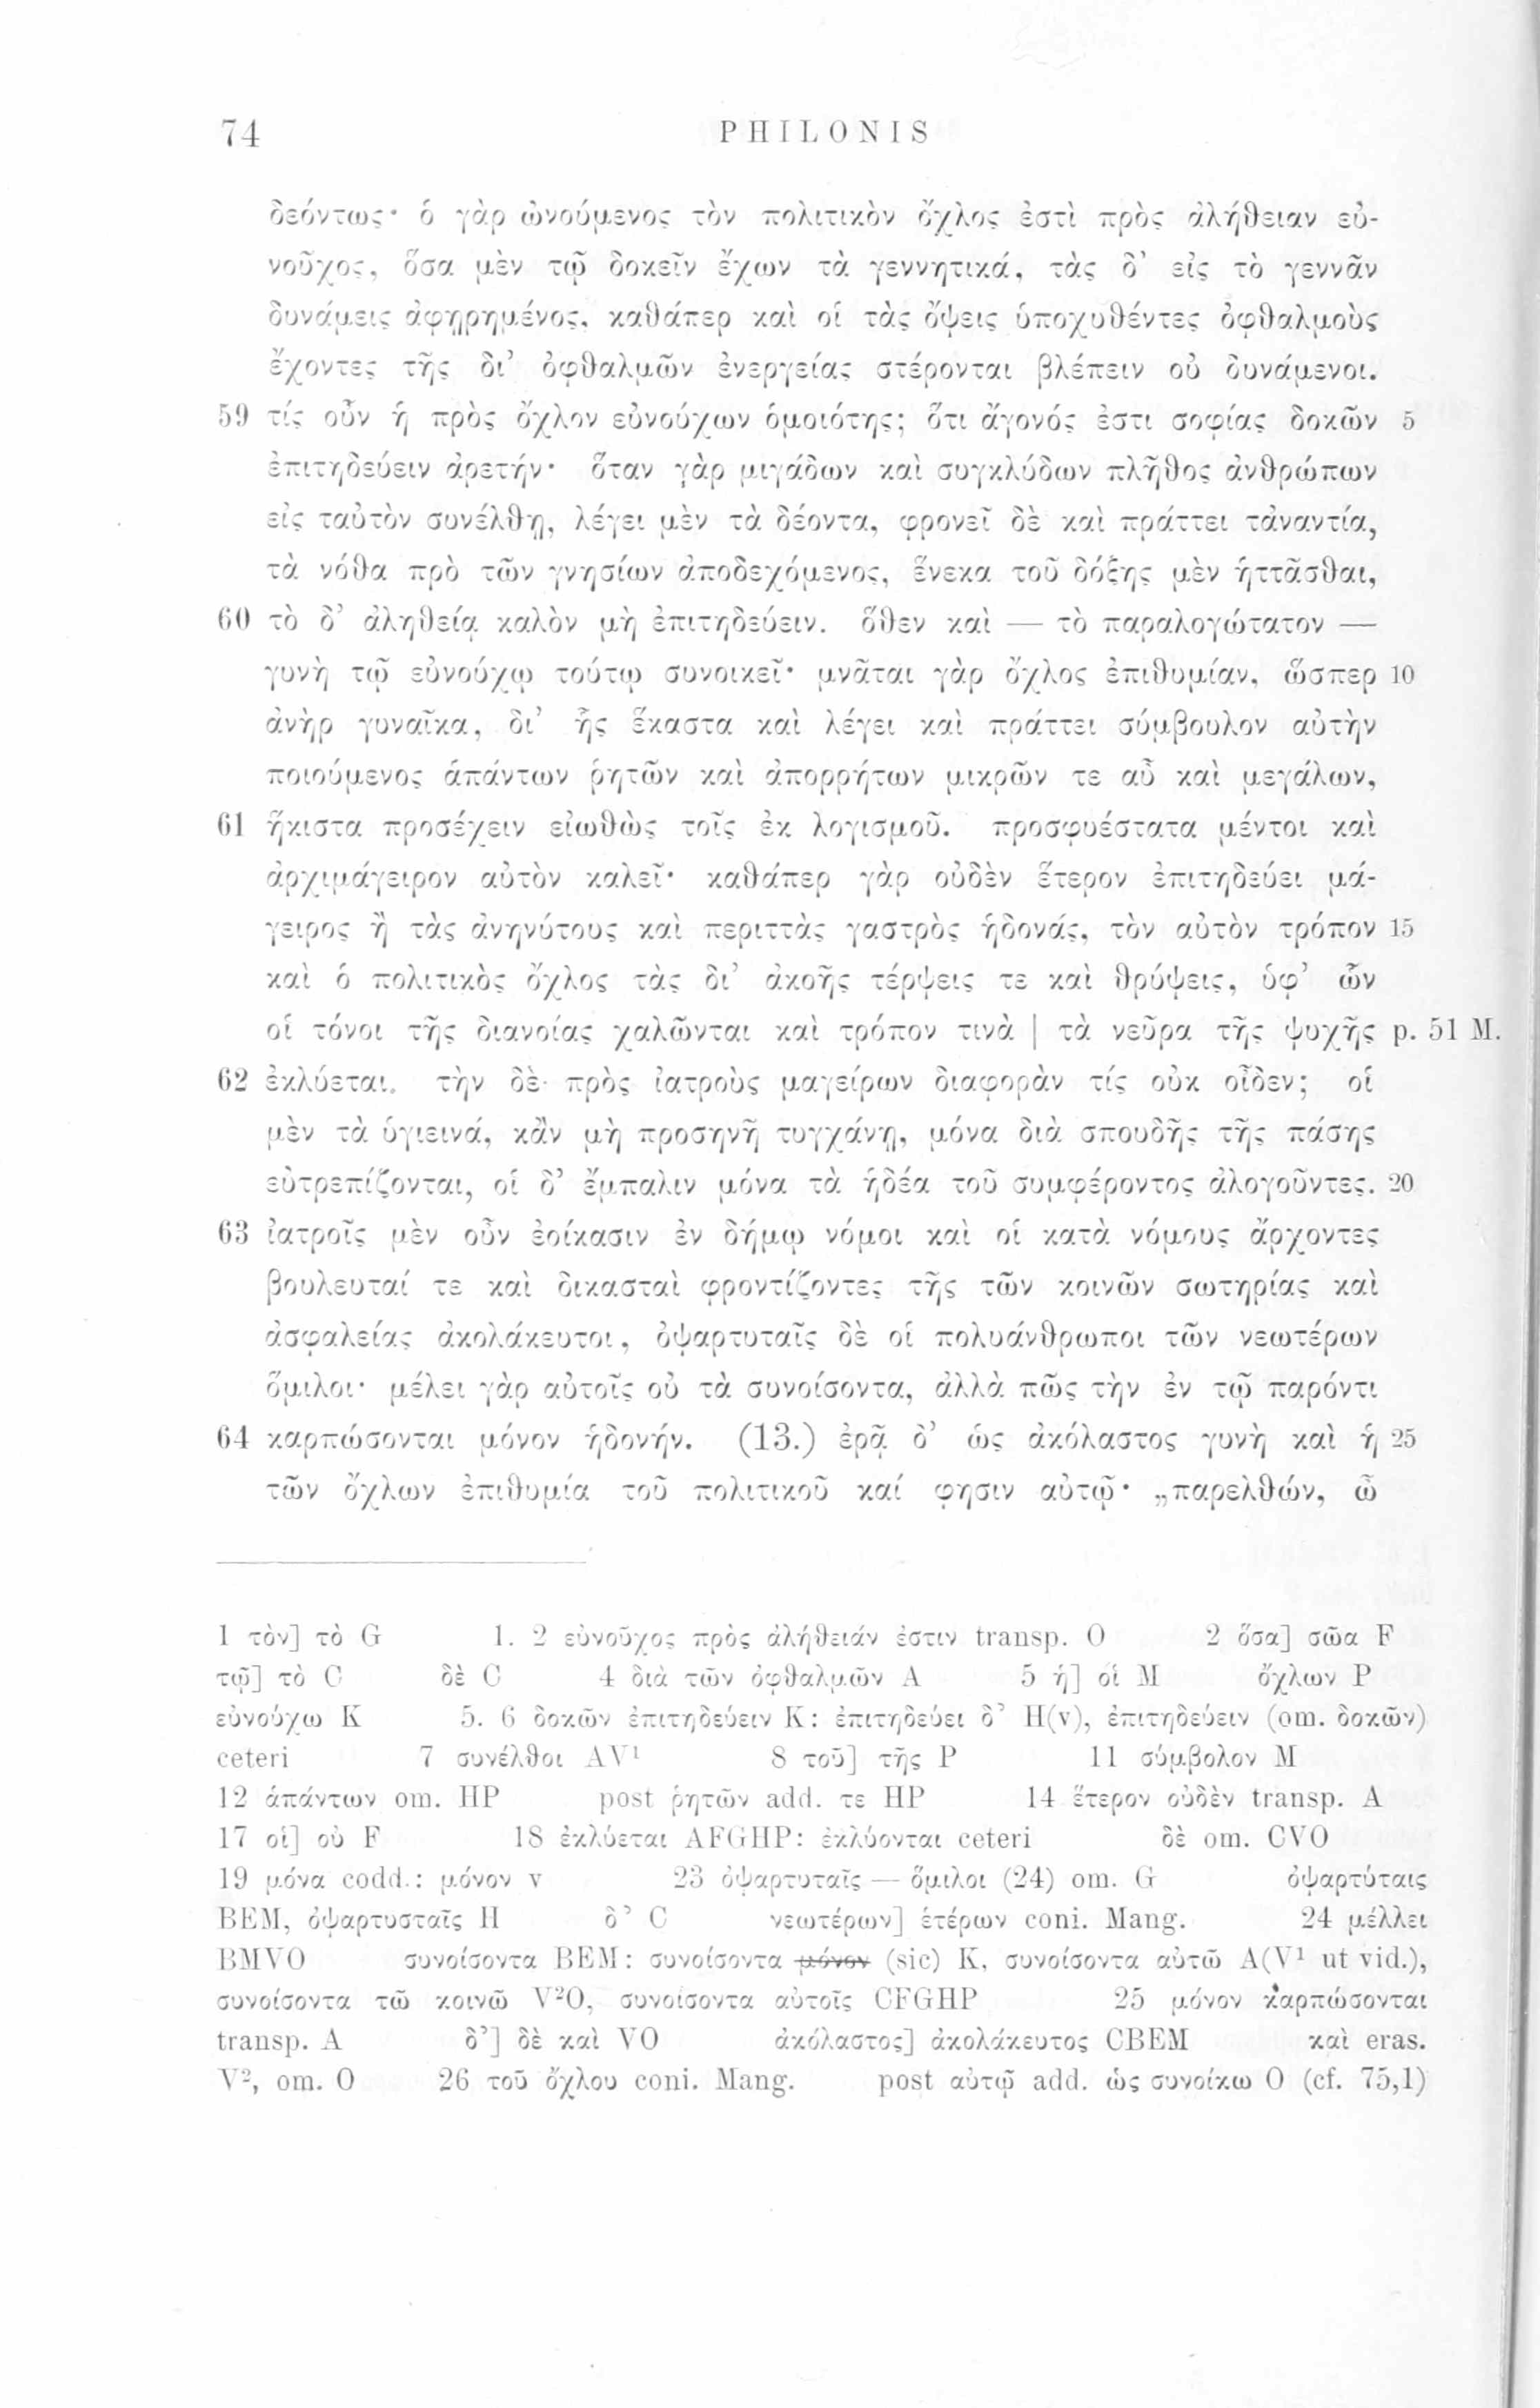 74 PHILONIS
δεόντως· ὁ γὰρ ὠνούμενος τὸν πολιτικὸν ὄχλος ἐστὶ πρὸς ἀλήθειαν εὐ-
νοῦχος, ὅσα μὲν τῷ δοκεῖν ἔχων τὰ γεννητικά, τὰς δ’ εἰς τὸ γεννᾶν
δυνάμεις ἀφῃρημένος, καθάπερ καὶ οἱ τὰς ὄψεις ὑποχυθέντες ὀφθαλμοὺς
ἔχοντες τῆς δι’ ὀφθαλμῶν ἐνεργείας στέρονται βλέπειν οὐ δυνάμενοι.
59 τίς οὖν ἡ πρὸς ὄχλον εὐνούχων ὁμοιότης; ὅτι ἄγονός ἐστι σοφίας δοκῶν 5
ἐπιτηδεύειν ἀρετήν· ὅταν γὰρ μιγάδων καὶ συγκλύδων πλῆθος ἀνθρώπων
εἰς ταὐτὸν συνέλθῃ, λέγει μὲν τὰ δέοντα, φρονεῖ δὲ καὶ πράττει τἀναντία,
τὰ νόθα πρὸ τῶν γνησίων ἀποδεχόμενος, ἕνεκα τοῦ δόξης μὲν ἡττᾶσθαι,
60 τὸ δ’ ἀληθείᾳ καλὸν μὴ ἐπιτηδεύειν. ὅθεν καὶ — τὸ παραλογώτατον —
γυνὴ τῷ εὐνούχῳ τούτῳ συνοικεῖ· μνᾶται γὰρ ὄχλος ἐπιθυμίαν, ὥσπερ 10
ἀνὴρ γυναῖκα, δι’ ἧς ἕκαστα καὶ λέγει καὶ πράττει σύμβουλον αὐτὴν
ποιούμενος ἁπάντων ῥητῶν καὶ ἀπορρήτων μικρῶν τε αὖ καὶ μεγάλων,
61 ἥκιστα προσέχειν εἰωθὼς τοῖς ἐκ λογισμοῦ. προσφυέστατα μέντοι καὶ
ἀρχιμάγειρον αὐτὸν καλεῖ· καθάπερ γὰρ οὐδὲν ἕτερον ἐπιτηδεύει μά-
γειρος ἢ τὰς ἀνηνύτους καὶ περιττὰς γαστρὸς ἡδονάς, τὸν αὐτὸν τρόπον 15
καὶ ὁ πολιτικὸς ὄχλος τὰς δι’ ἀκοῆς τέρψεις τε καὶ θρύψεις, ὑφ’ ὧν
οἱ τόνοι τῆς διανοίας χαλῶνται καὶ τρόπον τινὰ | τὰ νεῦρα τῆς ψυχῆς p. 51 M.
62 ἐκλύεται. τὴν δὲ πρὸς ἰατροὺς μαγείρων διαφορὰν τίς οὐκ οἶδεν; οἱ
μὲν τὰ ὑγιεινά, κἂν μὴ προσηνῆ τυγχάνῃ, μόνα διὰ σπουδῆς τῆς πάσης
εὐτρεπίζονται, οἱ δ’ ἔμπαλιν μόνα τὰ ἡδέα τοῦ συμφέροντος ἀλογοῦντες. 20
63 ἰατροῖς μὲν οὖν ἐοίκασιν ἐν δήμῳ νόμοι καὶ οἱ κατὰ νόμους ἄρχοντες
βουλευταί τε καὶ δικασταὶ φροντίζοντες τῆς τῶν κοινῶν σωτηρίας καὶ
ἀσφαλείας ἀκολάκευτοι, ὀψαρτυταῖς δὲ οἱ πολυάνθρωποι τῶν νεωτέρων
ὅμιλοι· μέλει γὰρ αὐτοῖς οὐ τὰ συνοίσοντα, ἀλλὰ πῶς τὴν ἐν τῷ παρόντι
64 καρπώσονται μόνον ἡδονήν. (13.) ἐρᾷ δ’ ὡς ἀκόλαστος γυνὴ καὶ ἡ 25
τῶν ὄχλων ἐπιθυμία τοῦ πολιτικοῦ καί φησιν αὐτῷ· „παρελθών, ὦ
1 τὸν] τὸ G 1. 2 εὐνοῦχος πρὸς ἀλήθειάν ἐστιν transp. O 2 ὅσα] σῶα F
τῷ] τὸ C δὲ C 4 διὰ τῶν ὀφθαλμῶν A 5 ἡ] οἱ M ὄχλων P
εὐνούχω K 5. 6 δοκῶν ἐπιτηδεύειν K: ἐπιτηδεύει δ’ H(v), ἐπιτηδεύειν (om. δοκῶν)
ceteri 7 συνέλθοι AV¹ 8 τοῦ] τῆς P 11 σύμβολον M
12 ἁπάντων om. HP post ῥητῶν add. τε HP 14 ἕτερον οὐδὲν transp. A
17 οἱ] οὐ F 18 ἐκλύεται AFGHP: ἐκλύονται ceteri δὲ om. CVO
19 μόνα codd.: μόνον v 23 ὀψαρτυταῖς — ὅμιλοι (24) om. G ὀψαρτύταις
BEM, ὀψαρτυσταῖς H δ’ C νεωτέρων] ἑτέρων coni. Mang. 24 μέλλει
BMVO συνοίσοντα BEM: συνοίσοντα μόνον (sic) K, συνοίσοντα αὐτῶ A(V¹ ut vid.),
συνοίσοντα τῶ κοινῶ V²O, συνοίσοντα αὐτοῖς CFGHP 25 μόνον καρπώσονται
transp. A δ’] δὲ καὶ VO ἀκόλαστος] ἀκολάκευτος CBEM καὶ eras.
V², om. O 26 τοῦ ὄχλου coni. Mang. post αὐτῷ add. ὡς συνοίκω O (cf. 75,1)